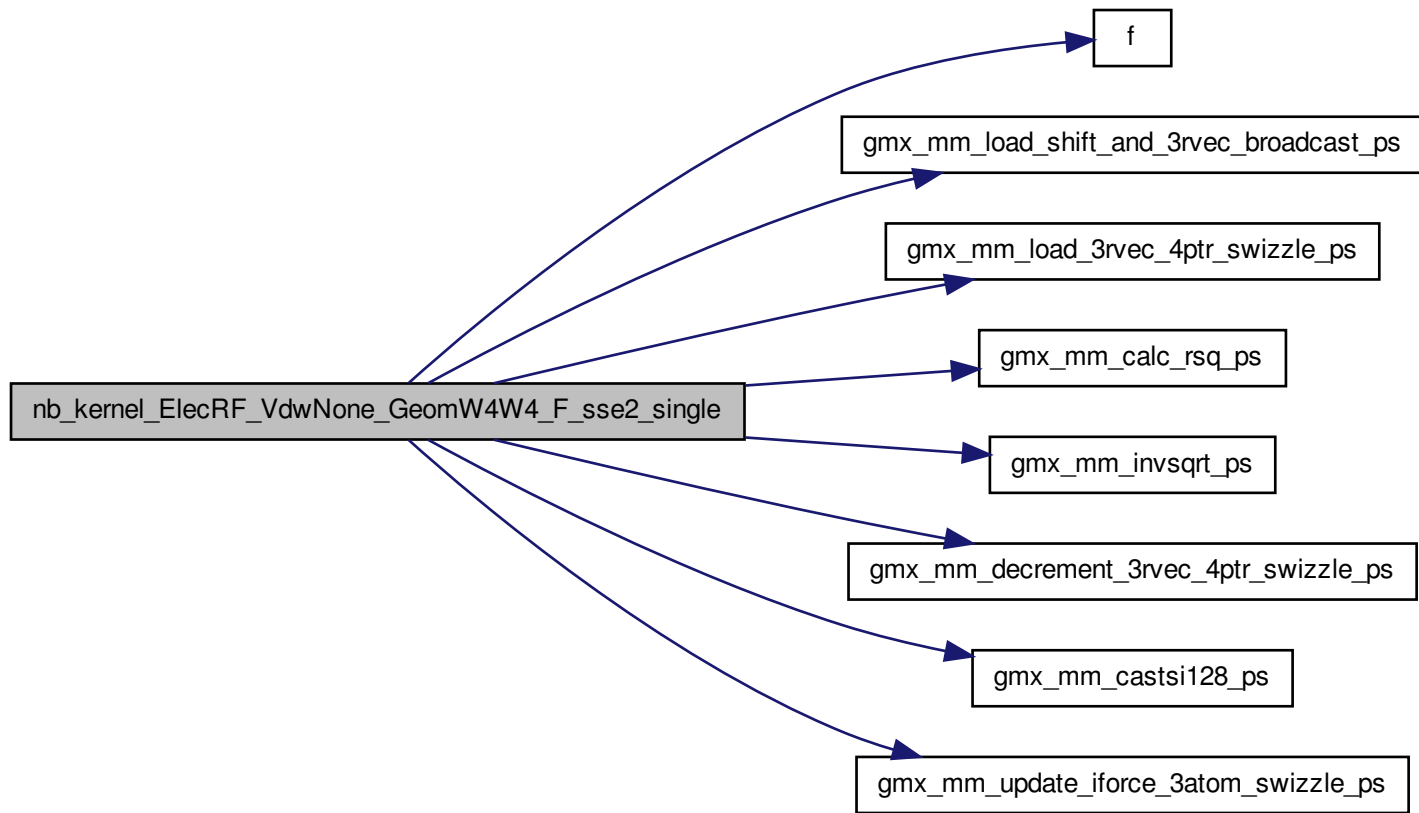 f
gmx_mm_load_shift_and_3rvec_broadcast_ps
gmx_mm_load_3rvec_4ptr_swizzle_ps
gmx_mm_calc_rsq_ps
nb_kernel_ElecRF_VdwNone_GeomW4W4_F_sse2_single
gmx_mm_invsqrt_ps
gmx_mm_decrement_3rvec_4ptr_swizzle_ps
gmx_mm_castsi128_ps
gmx_mm_update_iforce_3atom_swizzle_ps